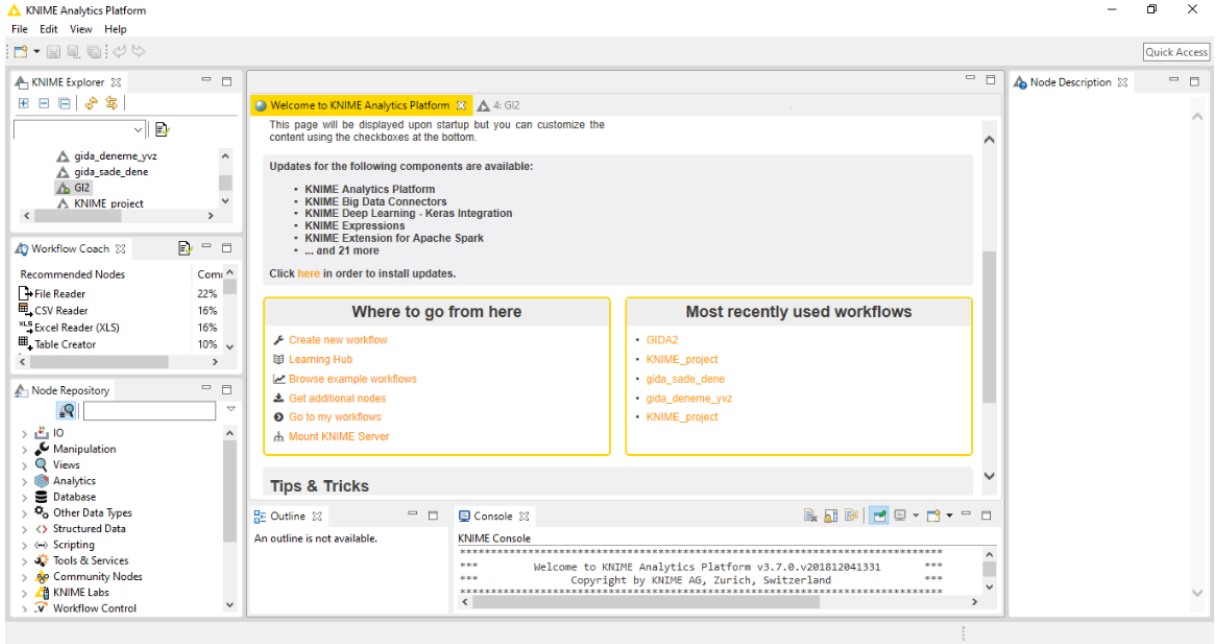 KNIME Analytics Platform
File Edit View Help
Quick Access
KNIME Explorer
gida_deneme_yvz
gida_sade_dene
GI2
KNIME_project
Workflow Coach
Recommended Nodes Comı
File Reader 22%
CSV Reader 16%
XLS Excel Reader (XLS) 16%
Table Creator 10%
Node Repository
IO
Manipulation
Views
Analytics
Database
Other Data Types
Structured Data
Scripting
Tools & Services
Community Nodes
KNIME Labs
Workflow Control
Welcome to KNIME Analytics Platform 4: GI2
This page will be displayed upon startup but you can customize the
content using the checkboxes at the bottom.
Updates for the following components are available:
• KNIME Analytics Platform
• KNIME Big Data Connectors
• KNIME Deep Learning - Keras Integration
• KNIME Expressions
• KNIME Extension for Apache Spark
• ... and 21 more
Click here in order to install updates.
Where to go from here
Create new workflow
Learning Hub
Browse example workflows
Get additional nodes
Go to my workflows
Mount KNIME Server
Most recently used workflows
• GIDA2
• KNIME_project
• gida_sade_dene
• gida_deneme_yvz
• KNIME_project
Tips & Tricks
Outline
An outline is not available.
Console
KNIME Console
***********************************************************************
*** Welcome to KNIME Analytics Platform v3.7.0.v201812041331 ***
*** Copyright by KNIME AG, Zurich, Switzerland ***
***********************************************************************
Node Description